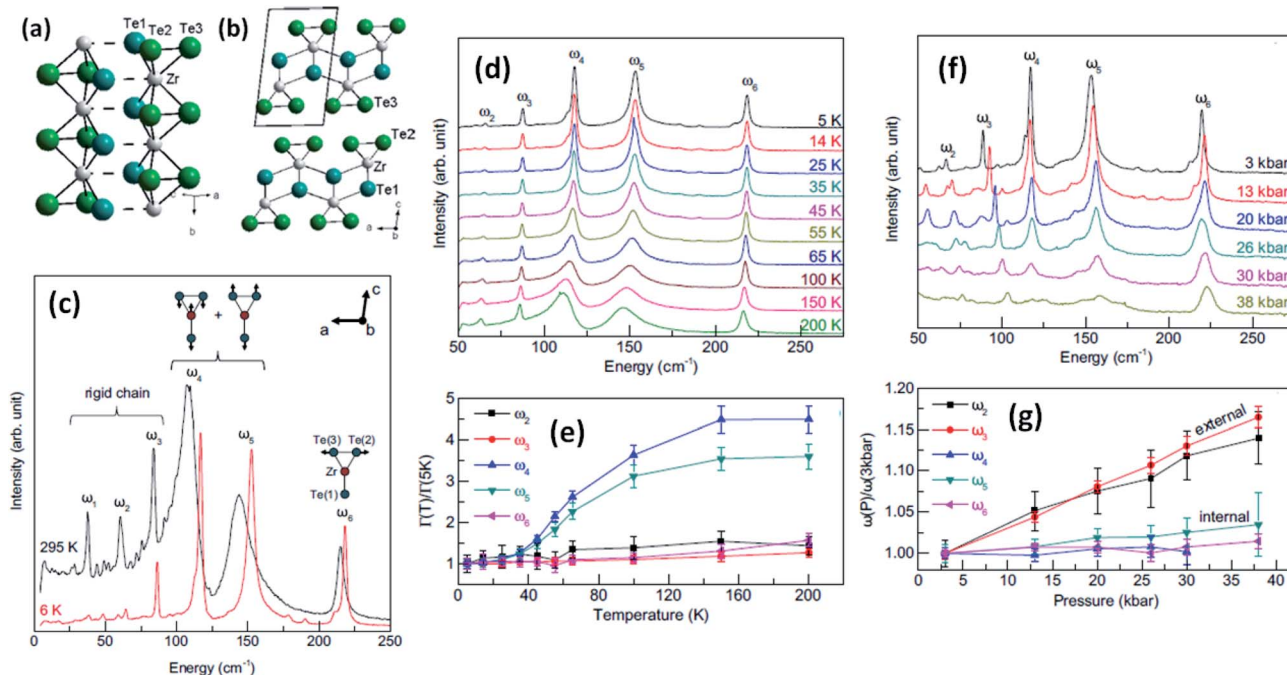 (a)
Te1
Te2
Te3
Zr
c
a
b
(b)
Te3
Te2
Zr
Te1
c
a
b
(c)
c
a
b
+
rigid chain
ω₁
ω₂
ω₃
ω₄
ω₅
ω₆
Te(3)
Te(2)
Zr
Te(1)
295 K
6 K
Intensity (arb. unit)
0
50
100
150
200
250
Energy (cm⁻¹)
(d)
ω₂
ω₃
ω₄
ω₅
ω₆
5 K
14 K
25 K
35 K
45 K
55 K
65 K
100 K
150 K
200 K
Intensity (arb. unit)
50
100
150
200
250
Energy (cm⁻¹)
(e)
ω₂
ω₃
ω₄
ω₅
ω₆
Γ(T)/Γ(5K)
5
4
3
2
1
0
40
80
120
160
200
Temperature (K)
(f)
ω₂
ω₃
ω₄
ω₅
ω₆
3 kbar
13 kbar
20 kbar
26 kbar
30 kbar
38 kbar
Intensity (arb. unit)
50
100
150
200
250
Energy (cm⁻¹)
(g)
ω₂
ω₃
ω₄
ω₅
ω₆
external
internal
ω(P)/ω(3kbar)
1.20
1.15
1.10
1.05
1.00
0
5
10
15
20
25
30
35
40
Pressure (kbar)